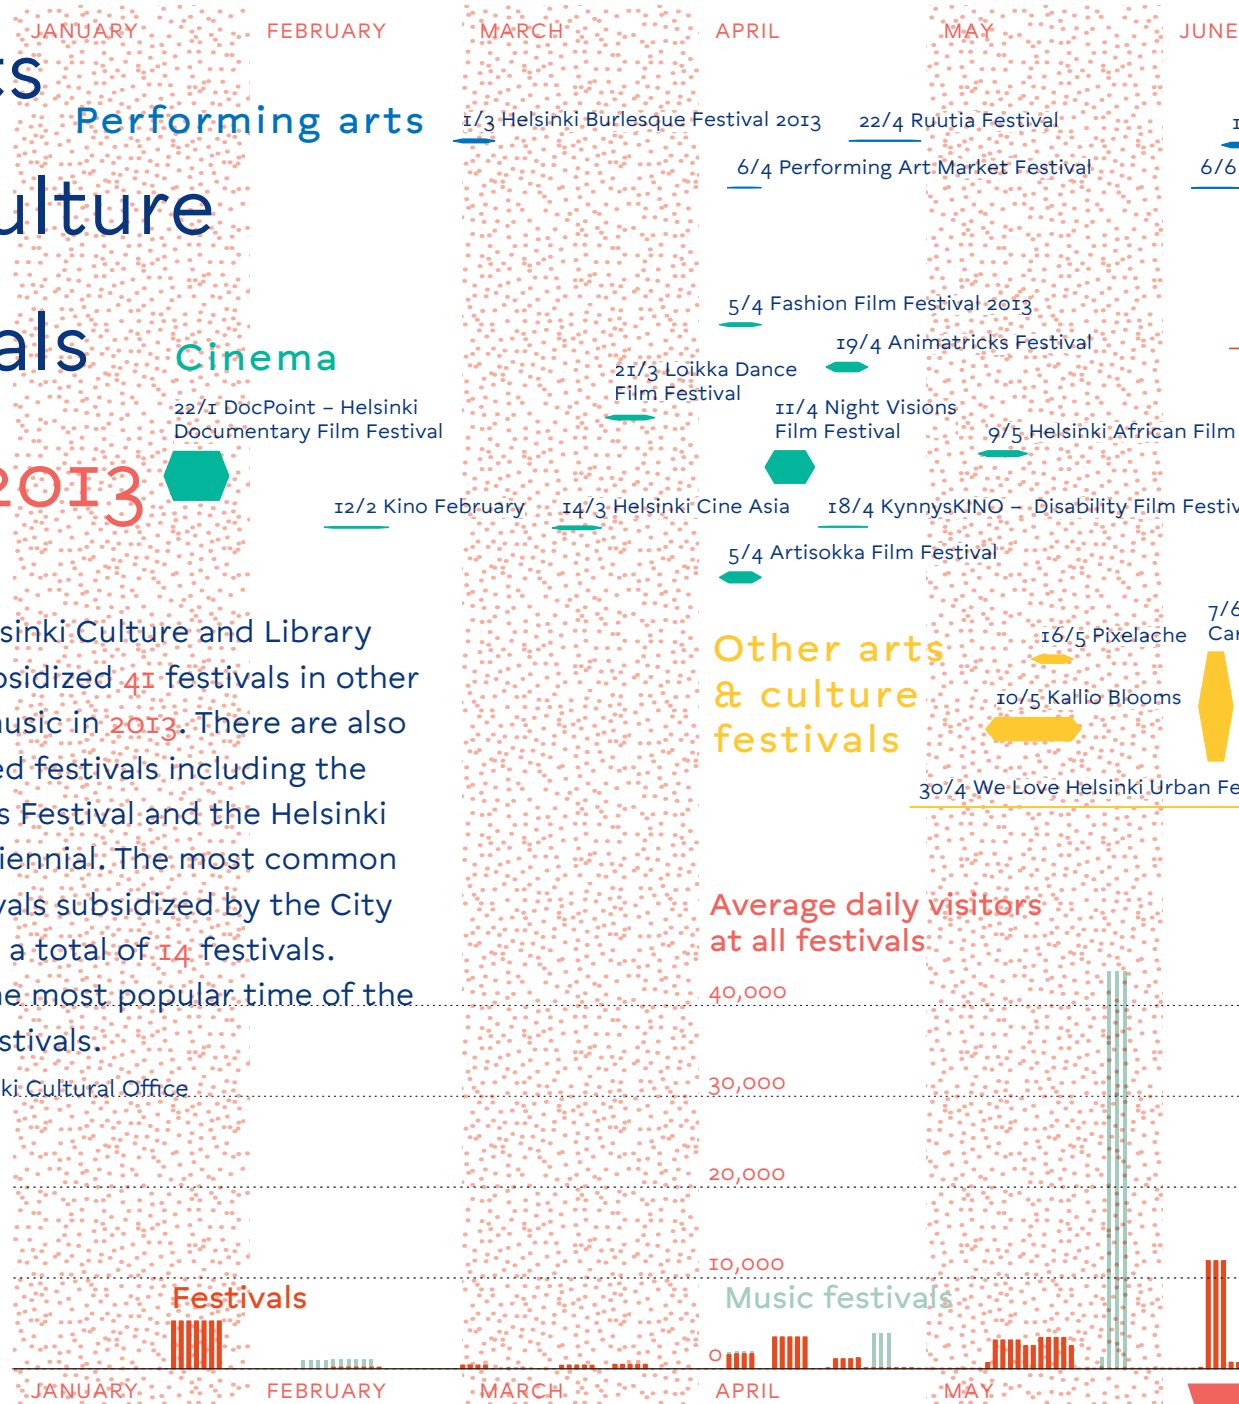 JANUARY FEBRUARY MARCH APRIL MAY JUNE
ts
Performing arts
1/3 Helsinki Burlesque Festival 2013
22/4 Ruutia Festival
1
6/4 Performing Art Market Festival
6/6
ulture
5/4 Fashion Film Festival 2013
als
Cinema
19/4 Animatricks Festival
21/3 Loikka Dance
Film Festival
22/1 DocPoint – Helsinki
Documentary Film Festival
11/4 Night Visions
Film Festival
9/5 Helsinki African Film
2013
12/2 Kino February
14/3 Helsinki Cine Asia
18/4 KynnysKINO – Disability Film Festiv
5/4 Artisokka Film Festival
sinki Culture and Library
bsidized 41 festivals in other
music in 2013. There are also
ed festivals including the
s Festival and the Helsinki
iennial. The most common
vals subsidized by the City
a total of 14 festivals.
he most popular time of the
stivals.
ki Cultural Office
Other arts
& culture
festivals
16/5 Pixelache
7/6
Car
10/5 Kallio Blooms
30/4 We Love Helsinki Urban Fe
Average daily visitors
at all festivals
40,000
30,000
20,000
10,000
Festivals
Music festivals
0
JANUARY FEBRUARY MARCH APRIL MAY